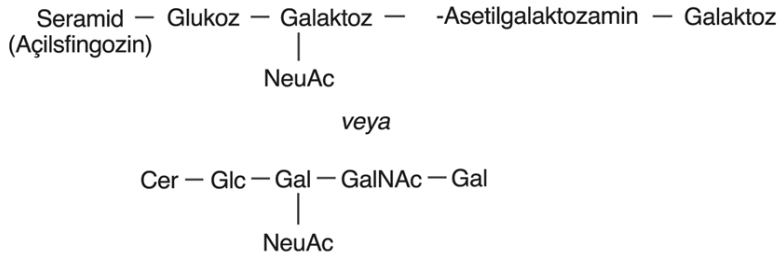 Seramid — Glukoz — Galaktoz — -Asetilgalaktozamin — Galaktoz
(Açilsfingozin)
NeuAc
veya
Cer — Glc — Gal — GalNAc — Gal
NeuAc